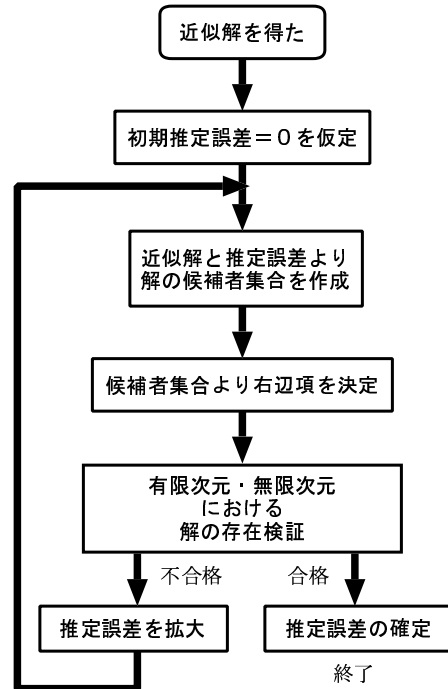 近似解を得た
初期推定誤差＝０を仮定
近似解と推定誤差より
解の候補者集合を作成
候補者集合より右辺項を決定
有限次元・無限次元
における
解の存在検証
不合格
合格
推定誤差を拡大
推定誤差の確定
終了